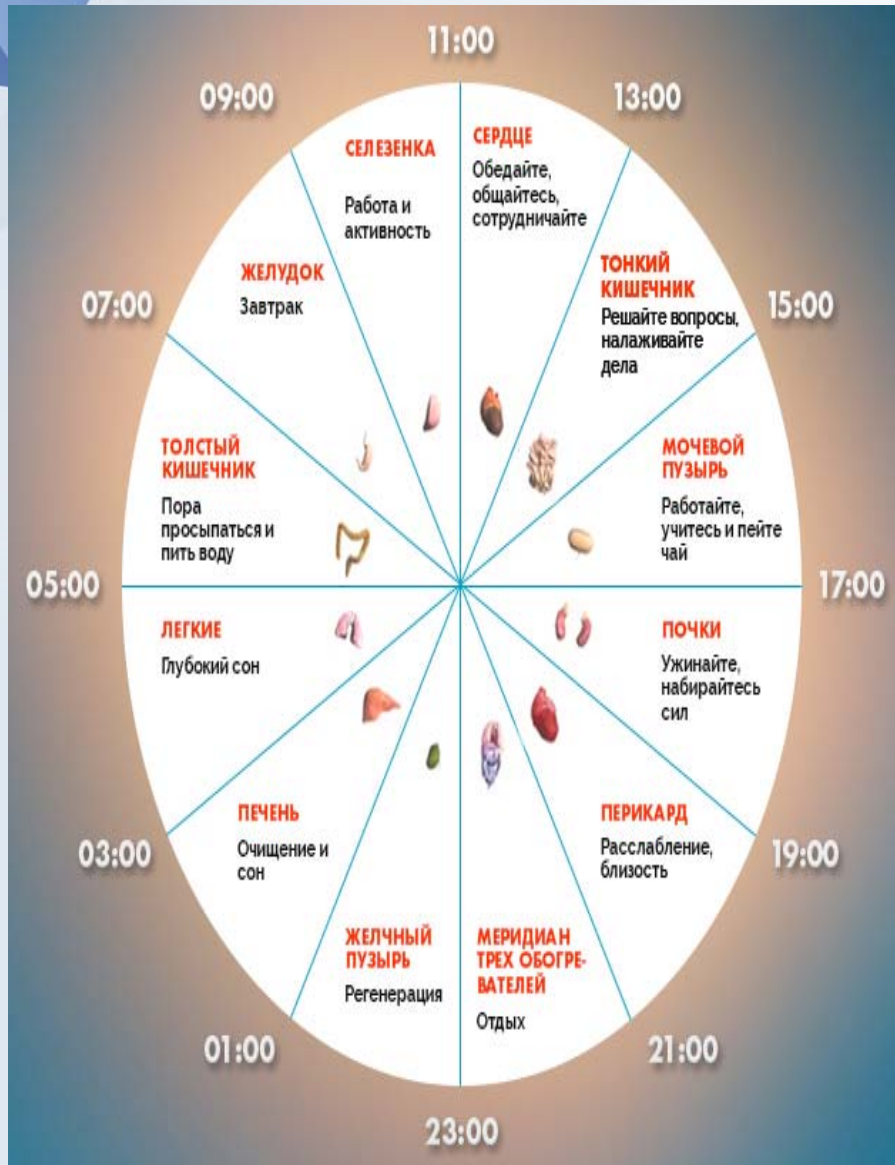 11:00
09:00
13:00
СЕЛЕЗЕНКА
Работа и
активность
СЕРДЦЕ
Обедайте,
общайтесь,
сотрудничайте
ЖЕЛУДОК
Завтрак
ТОНКИЙ
КИШЕЧНИК
Решайте вопросы,
налаживайте
дела
07:00
15:00
ТОЛСТЫЙ
КИШЕЧНИК
Пора
просыпаться и
пить воду
МОЧЕВОЙ
ПУЗЫРЬ
Работайте,
учитесь и пейте
чай
05:00
17:00
ЛЕГКИЕ
Глубокий сон
ПОЧКИ
Ужинайте,
набирайтесь
сил
ПЕЧЕНЬ
Очищение и
сон
ПЕРИКАРД
Расслабление,
близость
03:00
19:00
ЖЕЛЧНЫЙ
ПУЗЫРЬ
Регенерация
МЕРИДИАН
ТРЕХ ОБОГРЕ-
ВАТЕЛЕЙ
Отдых
01:00
21:00
23:00